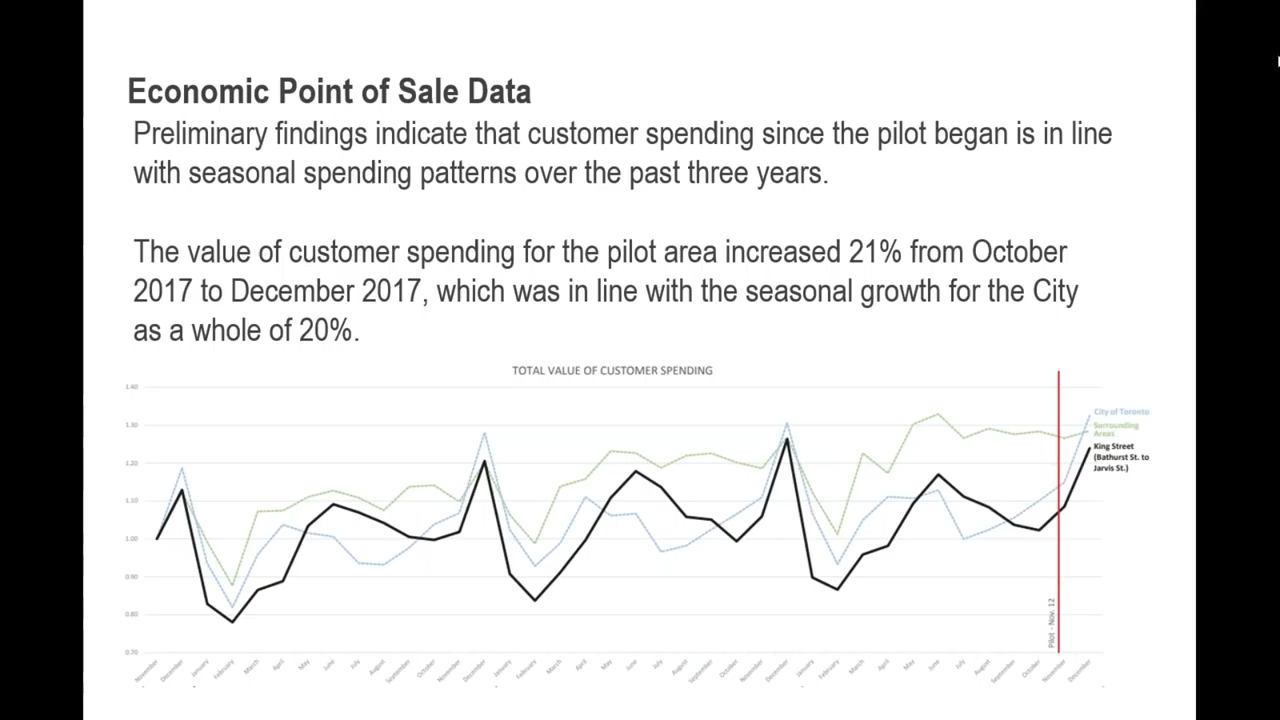 Economic Point of Sale Data
Preliminary findings indicate that customer spending since the pilot began is in line
with seasonal spending patterns over the past three years.
The value of customer spending for the pilot area increased 21% from October
2017 to December 2017, which was in line with the seasonal growth for the City
as a whole of 20%.
TOTAL VALUE OF CUSTOMER SPENDING
1.40
1.30
1.20
1.10
1.00
0.90
0.80
0.70
City of Toronto
Surrounding
Areas
King Street
(Bathurst St. to
Jarvis St.)
Pilot - Nov. 12
November
December
January
February
March
April
May
June
July
August
September
October
November
December
January
February
March
April
May
June
July
August
September
October
November
December
January
February
March
April
May
June
July
August
September
October
November
December